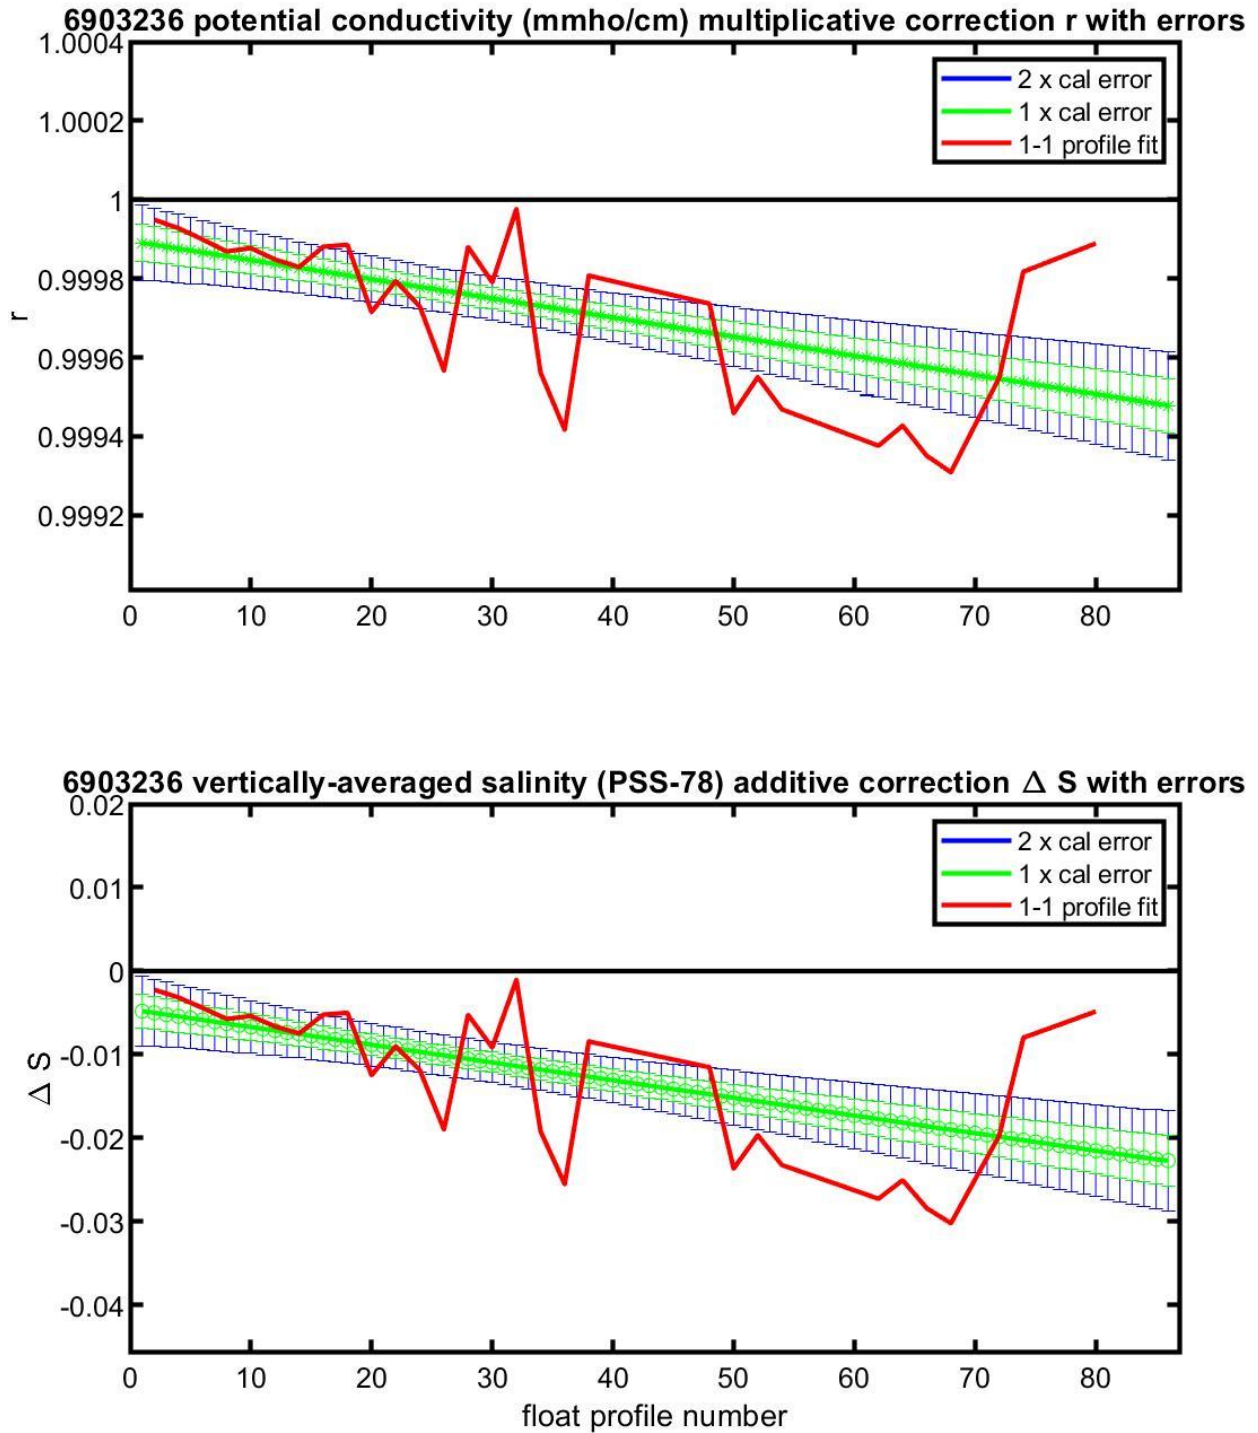 6903236 potential conductivity (mmho/cm) multiplicative correction r with errors
1.0004
1.0002
1
0.9998
0.9996
0.9994
0.9992
r
2 x cal error
1 x cal error
1-1 profile fit
0 10 20 30 40 50 60 70 80
6903236 vertically-averaged salinity (PSS-78) additive correction Δ S with errors
0.02
0.01
0
-0.01
-0.02
-0.03
-0.04
Δ S
2 x cal error
1 x cal error
1-1 profile fit
0 10 20 30 40 50 60 70 80
float profile number